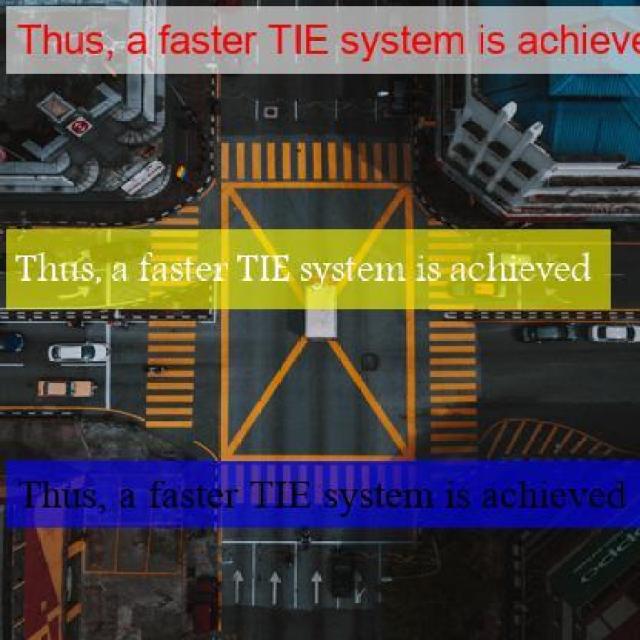 Thus, a faster TIE system is achieve
Thus, a faster TIE system is achieved
Thus, a faster TIE system is achieved